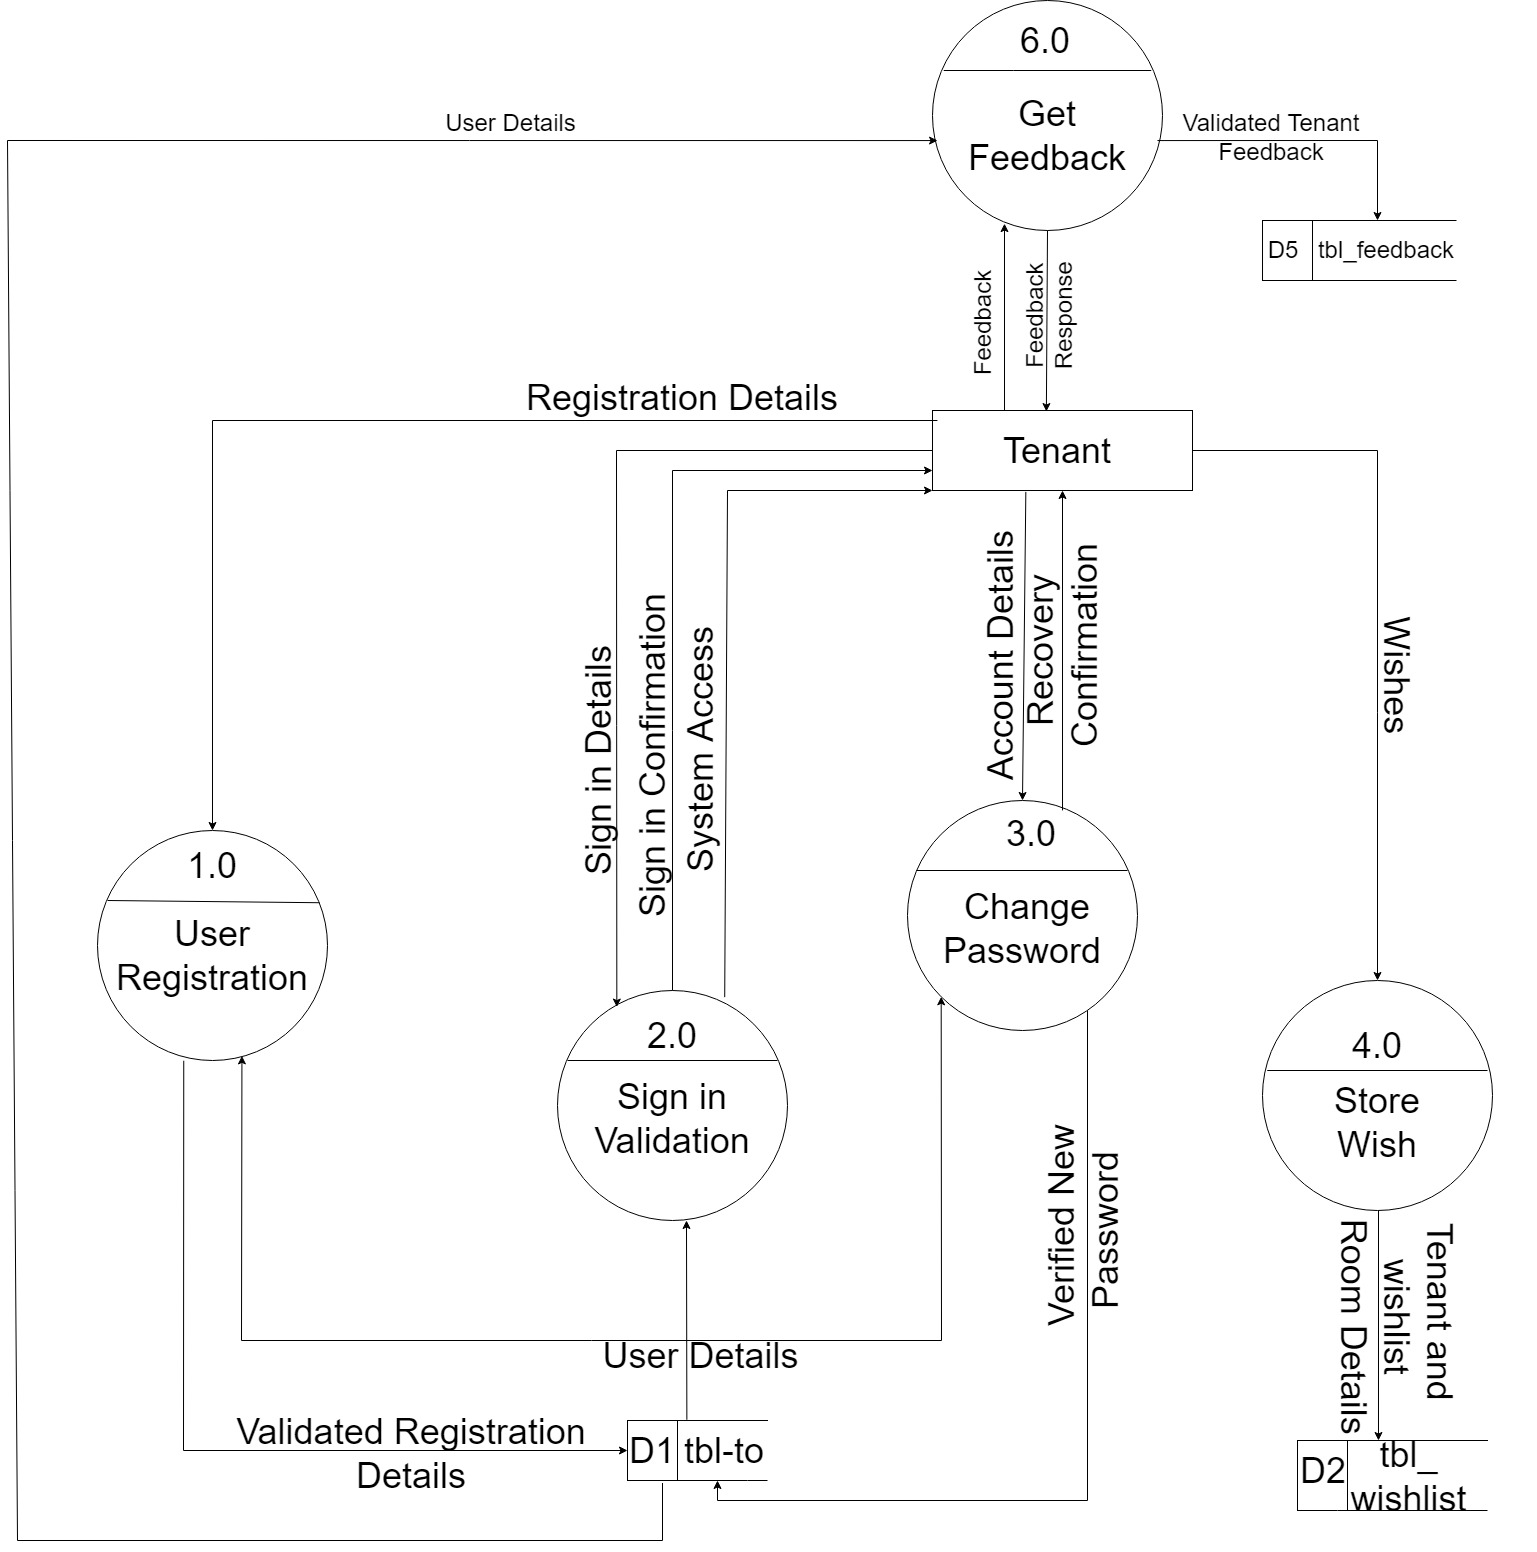 6.0
Get
Feedback
User Details
Validated Tenant
Feedback
D5
tbl_feedback
Feedback
Feedback
Response
Registration Details
Tenant
Sign in Details
Sign in Confirmation
System Access
Account Details
Recovery
Confirmation
Wishes
1.0
User
Registration
3.0
Change
Password
2.0
Sign in
Validation
4.0
Store
Wish
Verified New
Password
Tenant and
wishlist
Room Details
User Details
Validated Registration
Details
D1
tbl-to
D2
tbl_
wishlist